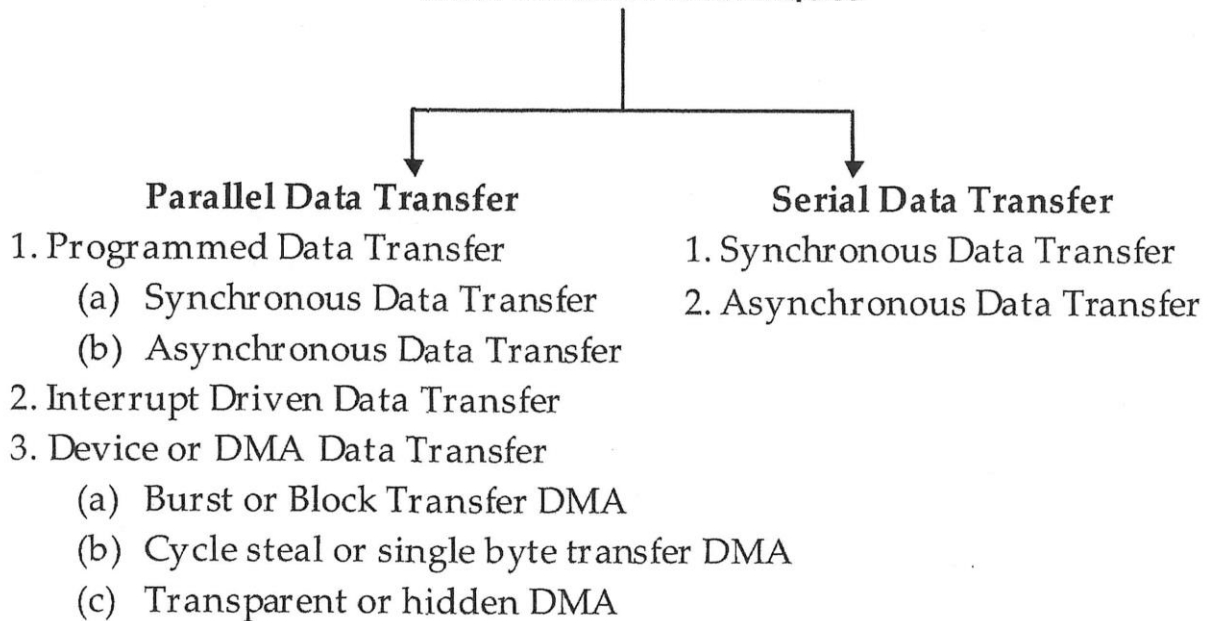 Parallel Data Transfer
1. Programmed Data Transfer
(a) Synchronous Data Transfer
(b) Asynchronous Data Transfer
2. Interrupt Driven Data Transfer
3. Device or DMA Data Transfer
(a) Burst or Block Transfer DMA
(b) Cycle steal or single byte transfer DMA
(c) Transparent or hidden DMA
Serial Data Transfer
1. Synchronous Data Transfer
2. Asynchronous Data Transfer